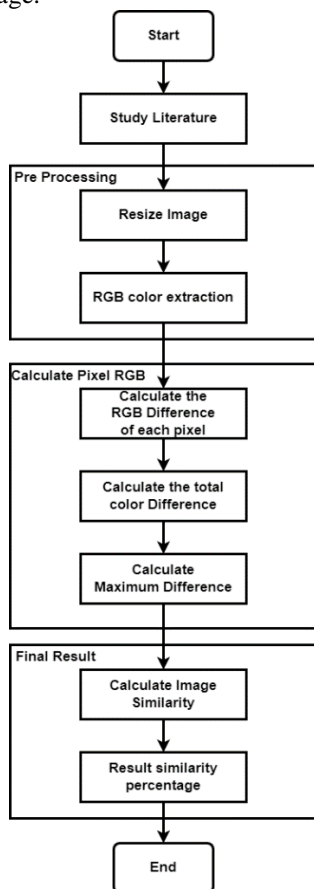 age.
Start
Study Literature
Pre Processing
Resize Image
RGB color extraction
Calculate Pixel RGB
Calculate the
RGB Difference
of each pixel
Calculate the total
color Difference
Calculate
Maximum Difference
Final Result
Calculate Image
Similarity
Result similarity
percentage
End